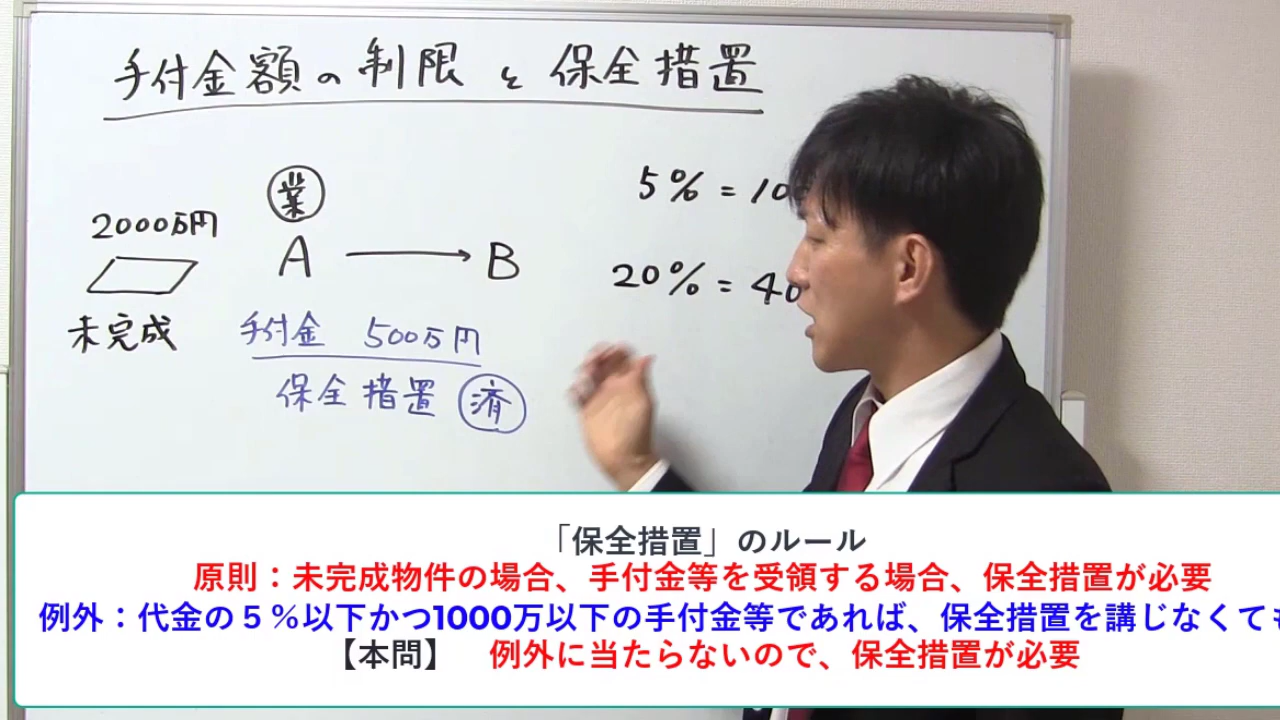 手付金額の制限と保全措置
業
2000万円
A → B
未完成
手付金 500万円
保全措置 済
5% = 10
20% = 40
「保全措置」のルール
原則：未完成物件の場合、手付金等を受領する場合、保全措置が必要
例外：代金の５％以下かつ1000万以下の手付金等であれば、保全措置を講じなくても
【本問】 例外に当たらないので、保全措置が必要